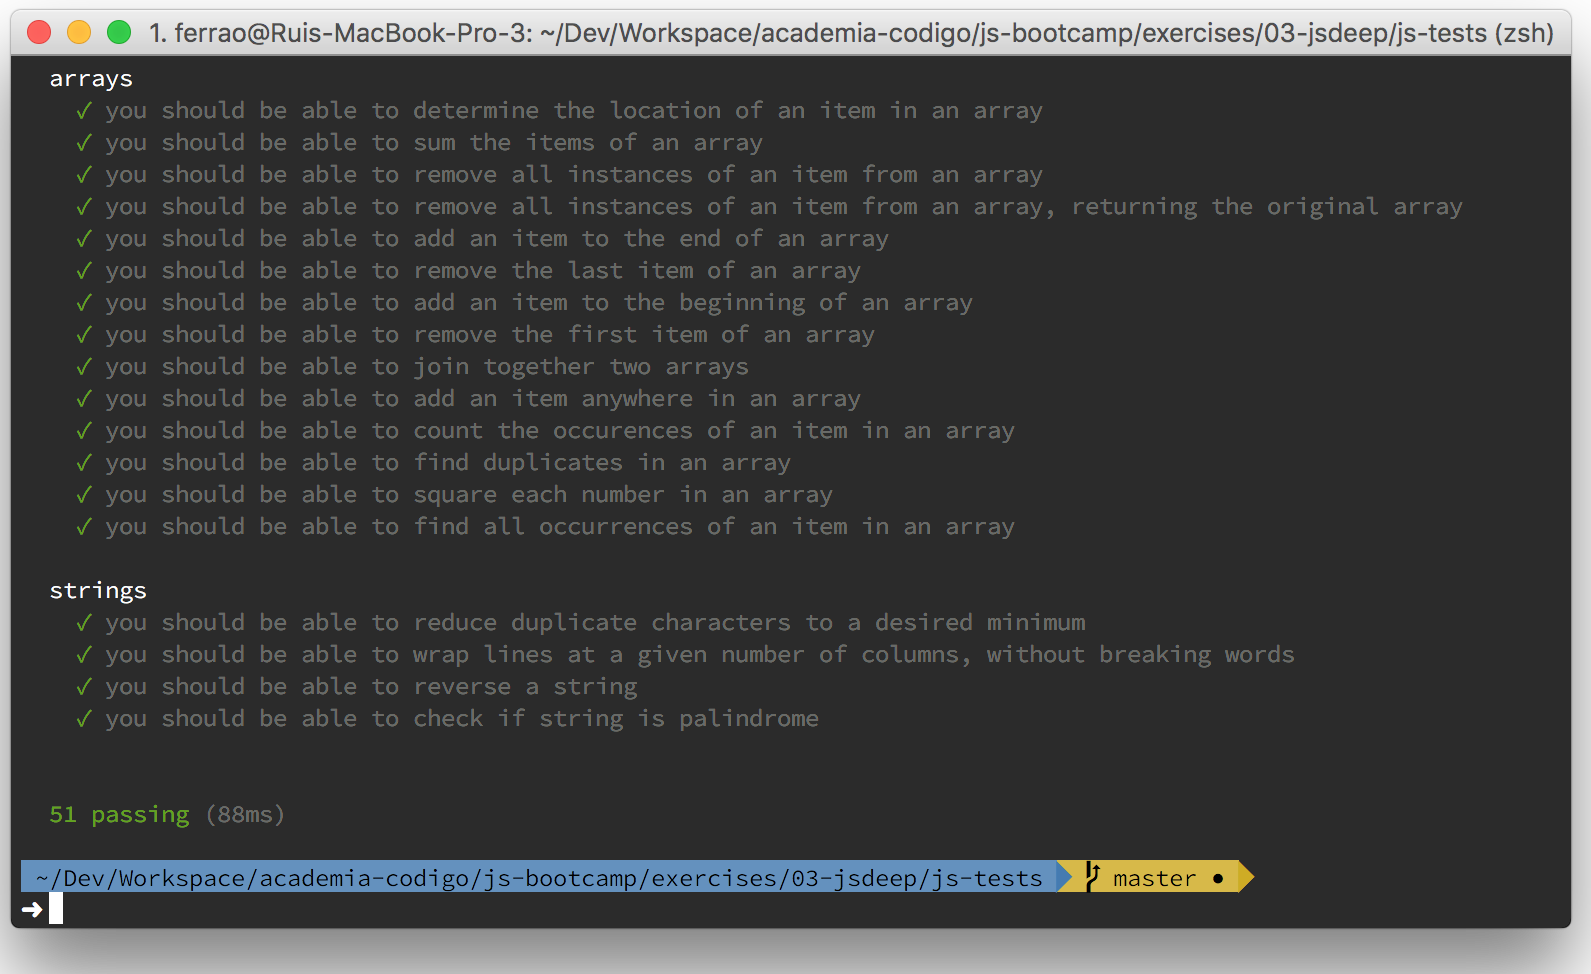 1. ferrao@Ruis-MacBook-Pro-3: ~/Dev/Workspace/academia-codigo/js-bootcamp/exercises/03-jsdeep/js-tests (zsh)
arrays
✓ you should be able to determine the location of an item in an array
✓ you should be able to sum the items of an array
✓ you should be able to remove all instances of an item from an array
✓ you should be able to remove all instances of an item from an array, returning the original array
✓ you should be able to add an item to the end of an array
✓ you should be able to remove the last item of an array
✓ you should be able to add an item to the beginning of an array
✓ you should be able to remove the first item of an array
✓ you should be able to join together two arrays
✓ you should be able to add an item anywhere in an array
✓ you should be able to count the occurences of an item in an array
✓ you should be able to find duplicates in an array
✓ you should be able to square each number in an array
✓ you should be able to find all occurrences of an item in an array
strings
✓ you should be able to reduce duplicate characters to a desired minimum
✓ you should be able to wrap lines at a given number of columns, without breaking words
✓ you should be able to reverse a string
✓ you should be able to check if string is palindrome
51 passing (88ms)
~/Dev/Workspace/academia-codigo/js-bootcamp/exercises/03-jsdeep/js-tests master ●
➜